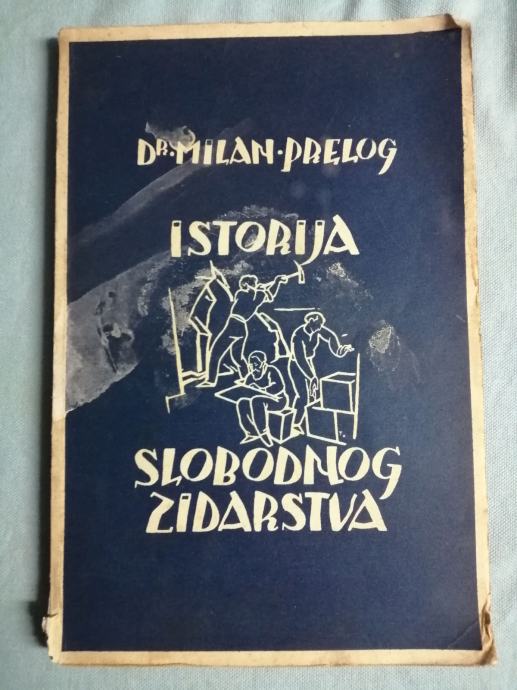 DR·MILAN·PRELOG
ISTORIJA
SLOBODNOG
ZIDARSTVA